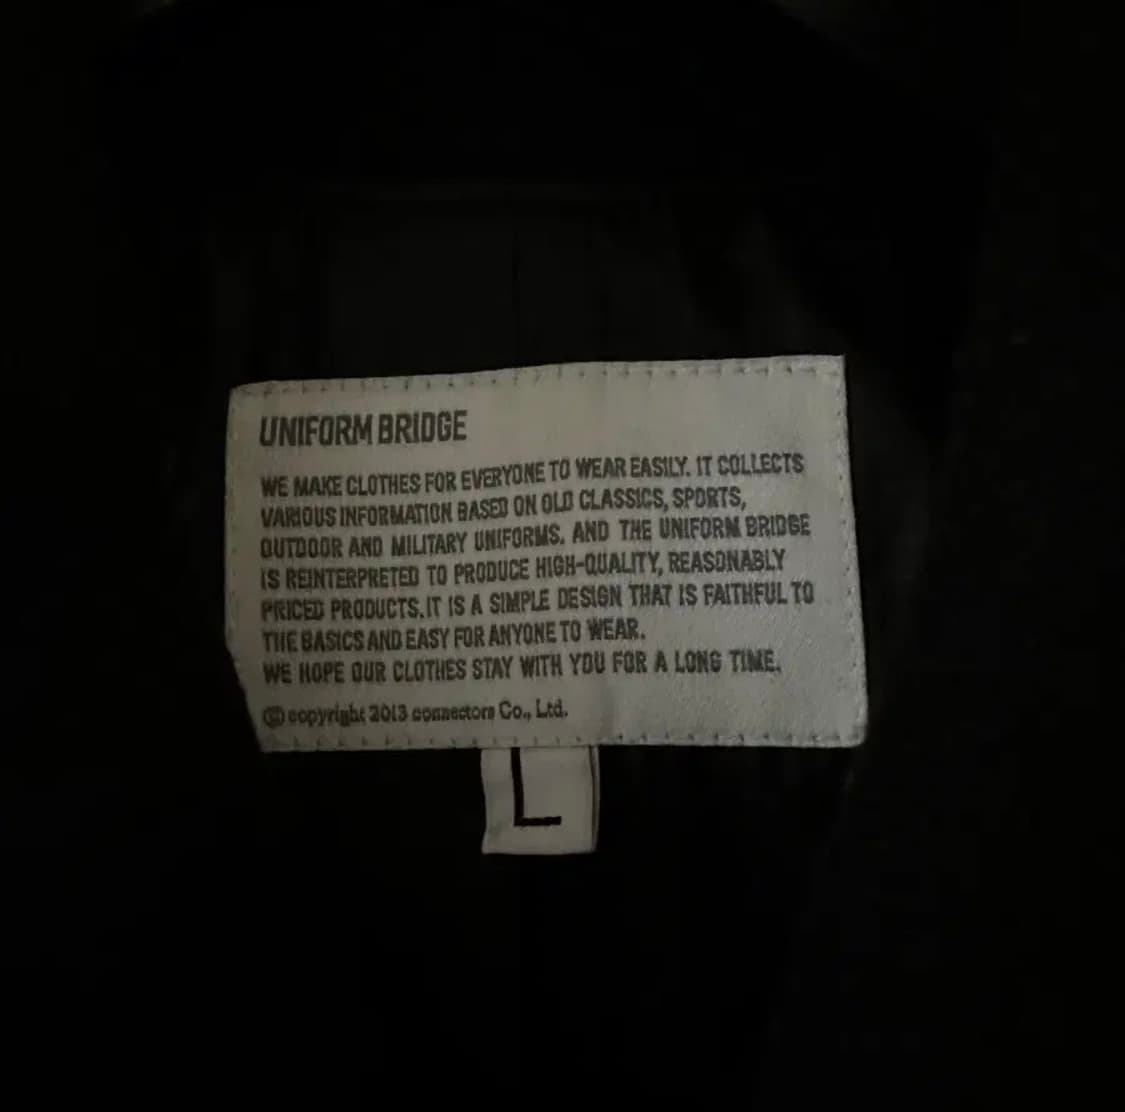 UNIFORM BRIDGE
WE MAKE CLOTHES FOR EVERYONE TO WEAR EASILY. IT COLLECTS
VARIOUS INFORMATION BASED ON OLD CLASSICS, SPORTS,
OUTDOOR AND MILITARY UNIFORMS. AND THE UNIFORM BRIDGE
IS REINTERPRETED TO PRODUCE HIGH-QUALITY, REASONABLY
PRICED PRODUCTS. IT IS A SIMPLE DESIGN THAT IS FAITHFUL TO
THE BASICS AND EASY FOR ANYONE TO WEAR.
WE HOPE OUR CLOTHES STAY WITH YOU FOR A LONG TIME.
© copyright 2013 connectors Co., Ltd.
L